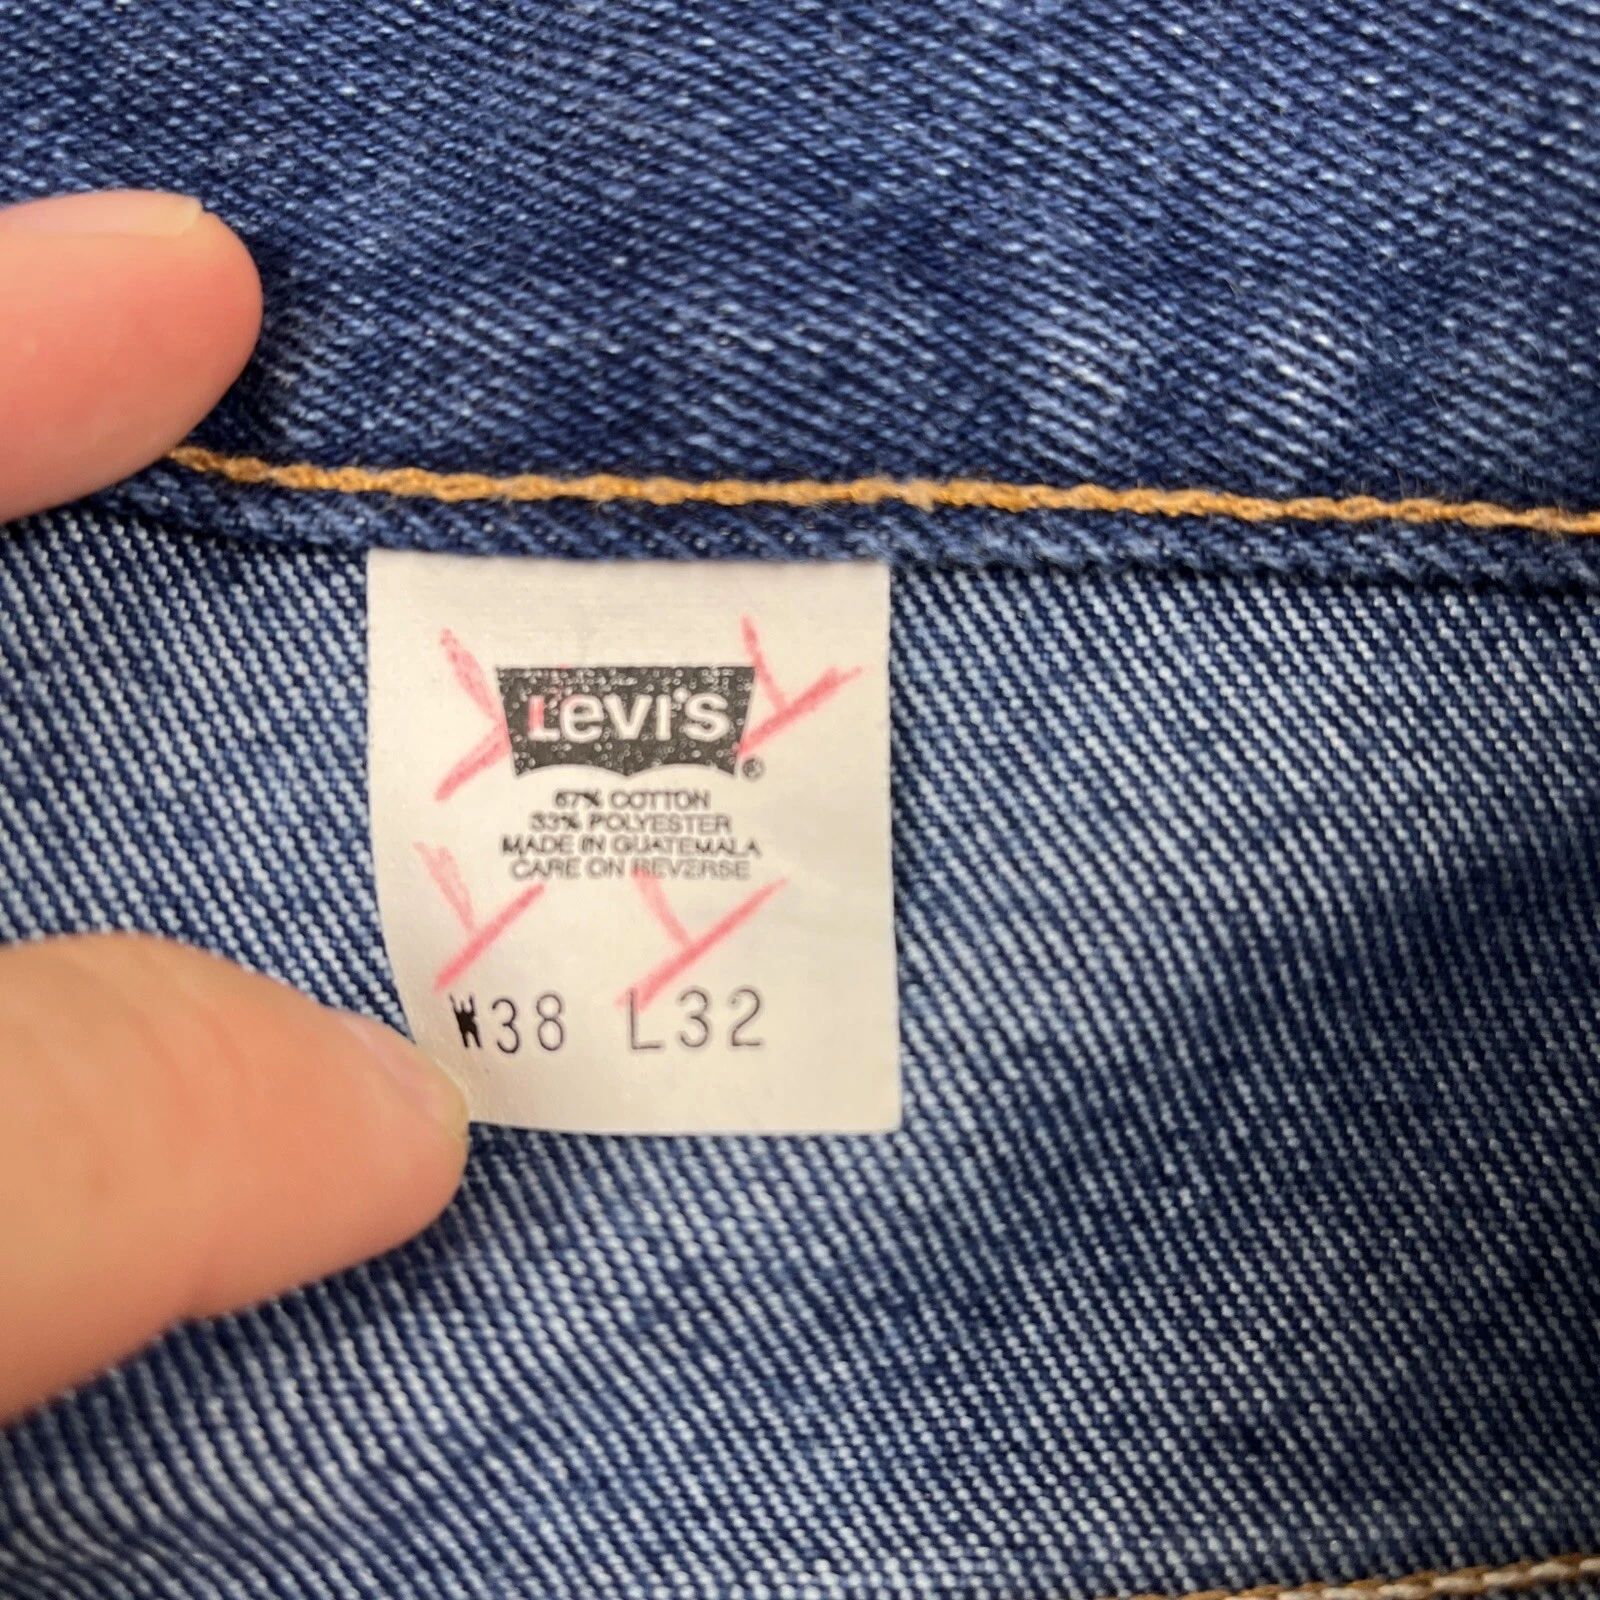 Levi's ®
67% COTTON
33% POLYESTER
MADE IN GUATEMALA
CARE ON REVERSE
W38 L32